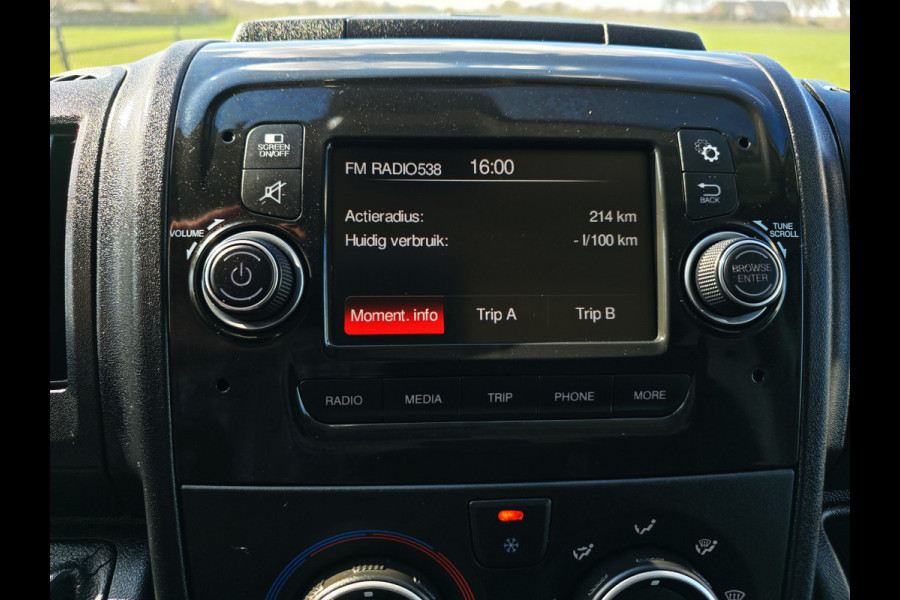 SCREEN
ON/OFF
FM RADIO538 16:00
BACK
VOLUME
TUNE
SCROLL
Actieradius: 214 km
Huidig verbruik: - l/100 km
BROWSE
ENTER
Moment. info Trip A Trip B
RADIO MEDIA TRIP PHONE MORE